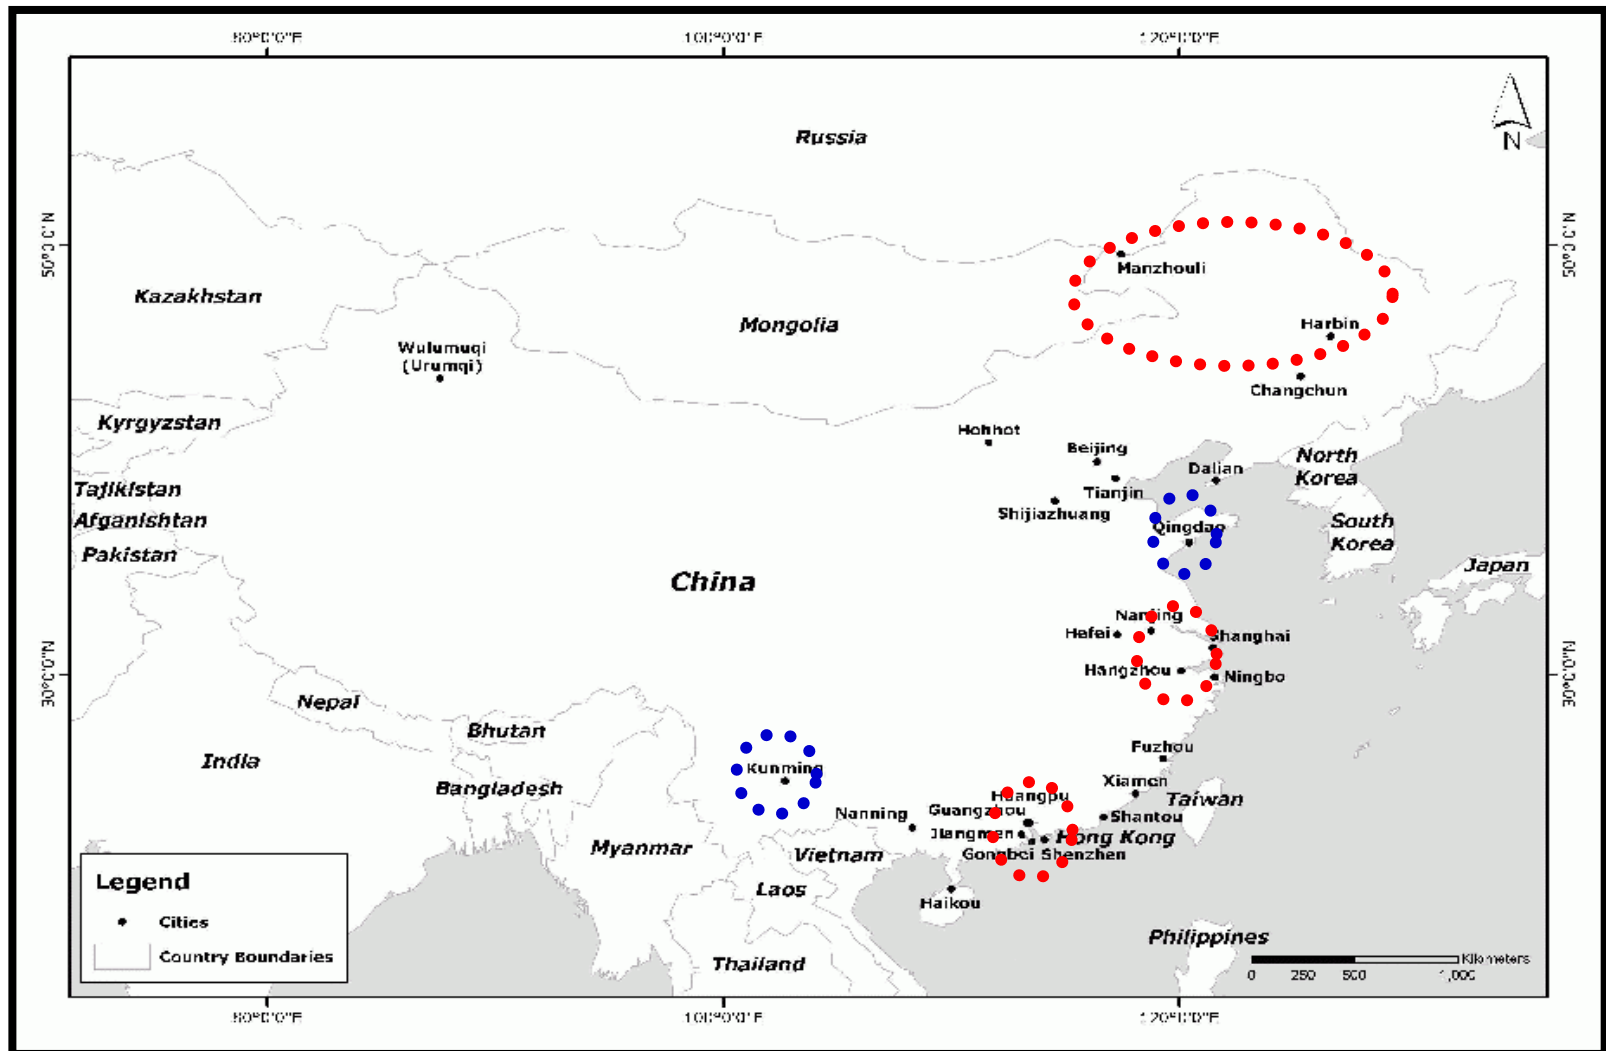 80°0'0"E 100°0'0"E 120°0'0"E
N
Russia
50°0'0"N
50°0'0"N
Manzhouli
Kazakhstan
Mongolia
Harbin
Wulumuqi
(Urumqi)
Changchun
Kyrgyzstan
Hohhot
Beijing
Dalian
North
Korea
Tianjin
Tajikistan
Shijiazhuang
Afganishtan
Qingdao
South
Korea
Pakistan
Japan
China
Nanjing
Hefei
Shanghai
Hangzhou
Ningbo
30°0'0"N
30°0'0"N
Nepal
Bhutan
India
Fuzhou
Kunming
Xiamen
Bangladesh
Huangpu
Taiwan
Guangzhou
Nanning
Shantou
Jiangmen
Hong Kong
Myanmar
Vietnam
Gongbei Shenzhen
Laos
Haikou
Legend
Cities
Country Boundaries
Philippines
Thailand
Kilometers
0 250 500 1,000
80°0'0"E 100°0'0"E 120°0'0"E